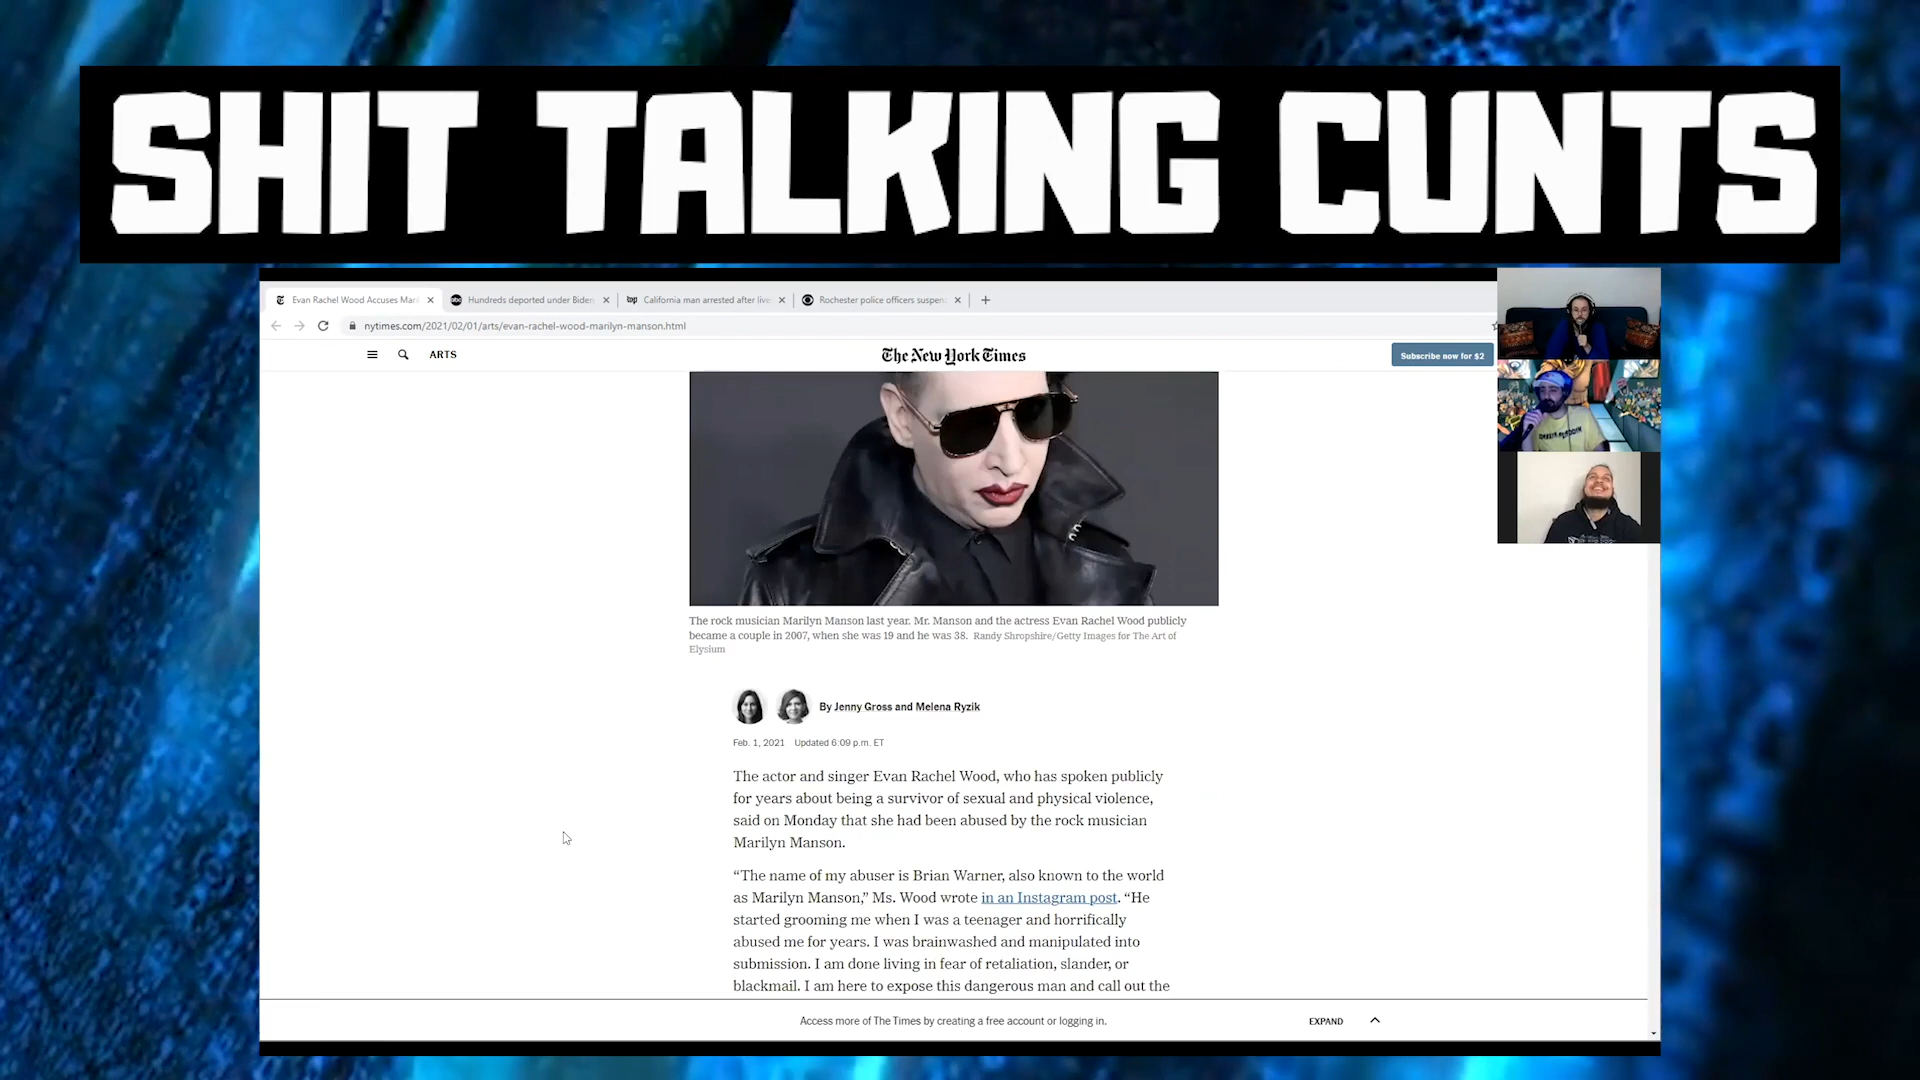 SHIT TALKING CUNTS
Evan Rachel Wood Accuses Mari
Hundreds deported under Biden
California man arrested after live
Rochester police officers suspen
nytimes.com/2021/02/01/arts/evan-rachel-wood-marilyn-manson.html
ARTS
The New York Times
Subscribe now for $2
The rock musician Marilyn Manson last year. Mr. Manson and the actress Evan Rachel Wood publicly
became a couple in 2007, when she was 19 and he was 38. Randy Shropshire/Getty Images for The Art of
Elysium
By Jenny Gross and Melena Ryzik
Feb. 1, 2021 Updated 6:09 p.m. ET
The actor and singer Evan Rachel Wood, who has spoken publicly
for years about being a survivor of sexual and physical violence,
said on Monday that she had been abused by the rock musician
Marilyn Manson.
“The name of my abuser is Brian Warner, also known to the world
as Marilyn Manson,” Ms. Wood wrote in an Instagram post. “He
started grooming me when I was a teenager and horrifically
abused me for years. I was brainwashed and manipulated into
submission. I am done living in fear of retaliation, slander, or
blackmail. I am here to expose this dangerous man and call out the
Access more of The Times by creating a free account or logging in.
EXPAND